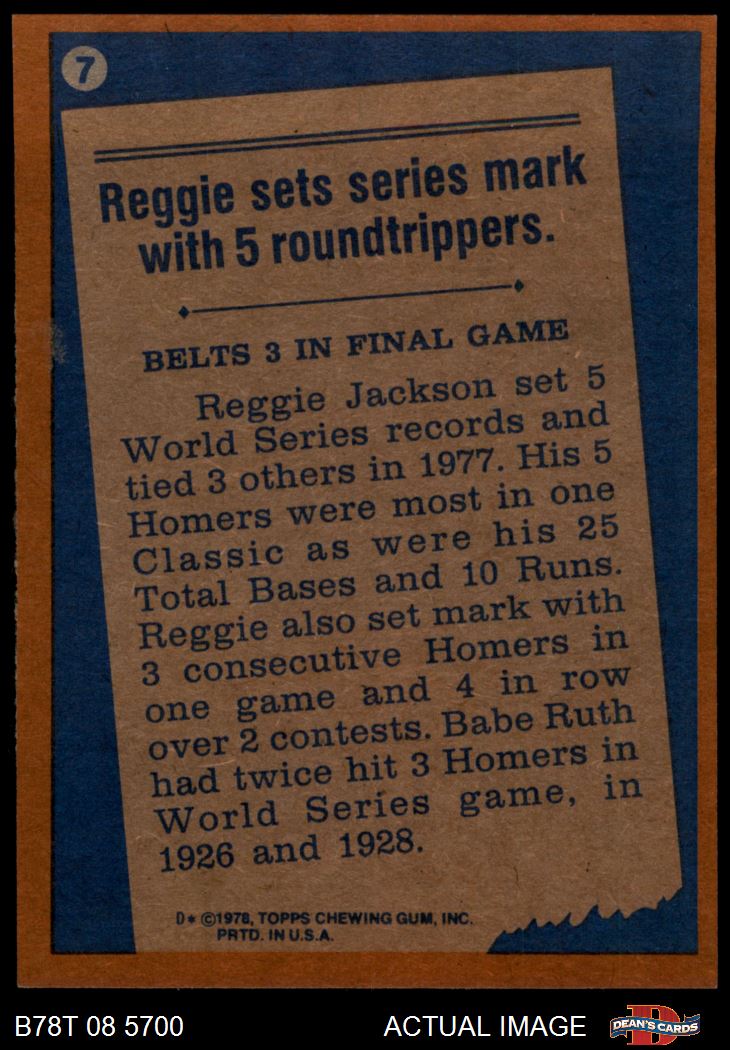 7
Reggie sets series mark
with 5 roundtrippers.
BELTS 3 IN FINAL GAME
Reggie Jackson set 5
World Series records and
tied 3 others in 1977. His 5
Homers were most in one
Classic as were his 25
Total Bases and 10 Runs.
Reggie also set mark with
3 consecutive Homers in
one game and 4 in row
over 2 contests. Babe Ruth
had twice hit 3 Homers in
World Series game, in
1926 and 1928.
D* ©1978, TOPPS CHEWING GUM, INC.
PRTD. IN U.S.A.
B78T 08 5700 ACTUAL IMAGE
D
DEAN'S CARDS